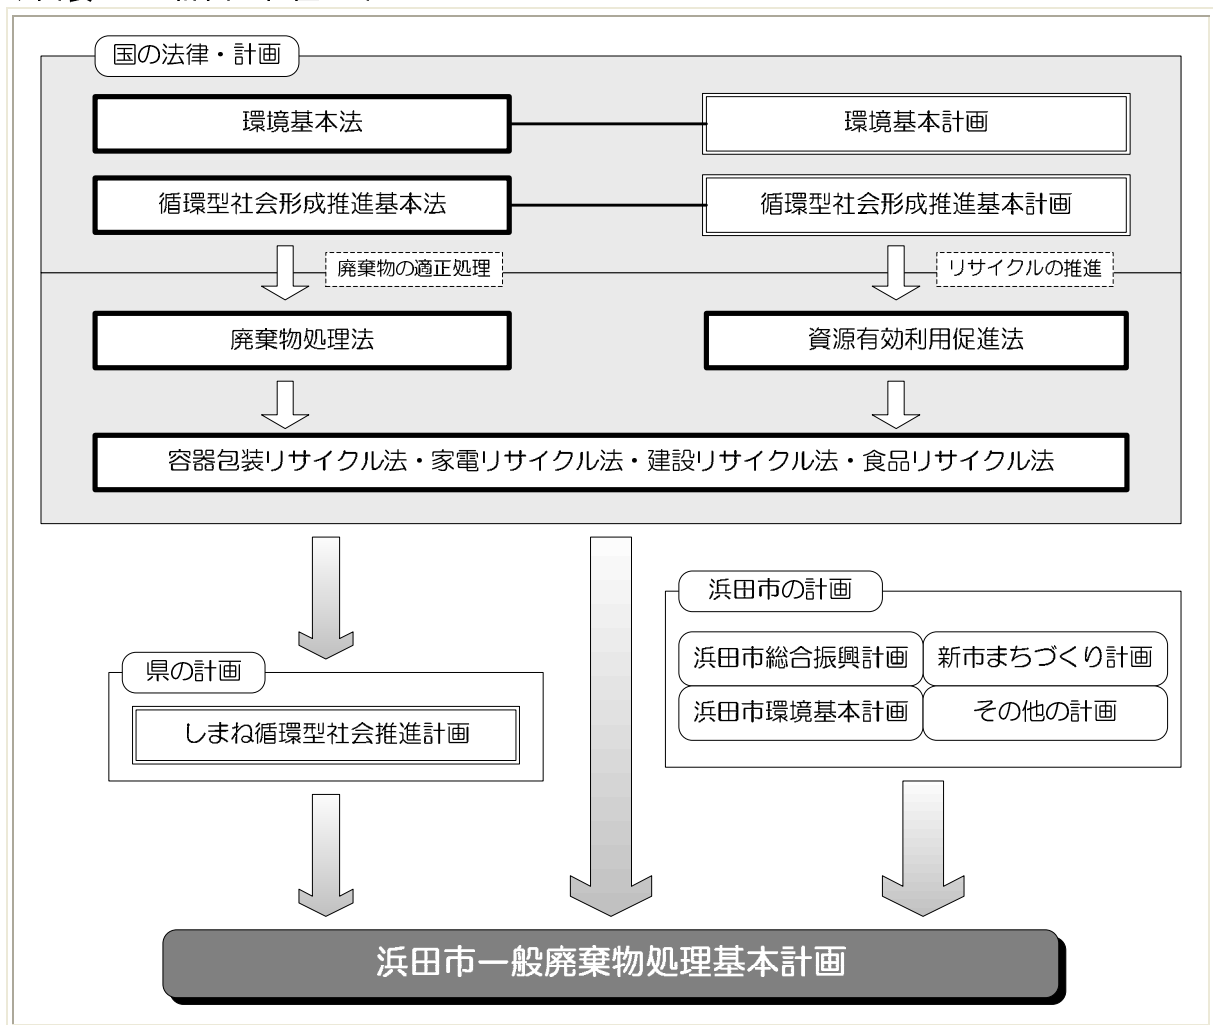 国の法律・計画
環境基本法
環境基本計画
循環型社会形成推進基本法
循環型社会形成推進基本計画
廃棄物の適正処理
リサイクルの推進
廃棄物処理法
資源有効利用促進法
容器包装リサイクル法・家電リサイクル法・建設リサイクル法・食品リサイクル法
浜田市の計画
浜田市総合振興計画
新市まちづくり計画
浜田市環境基本計画
その他の計画
県の計画
しまね循環型社会推進計画
浜田市一般廃棄物処理基本計画